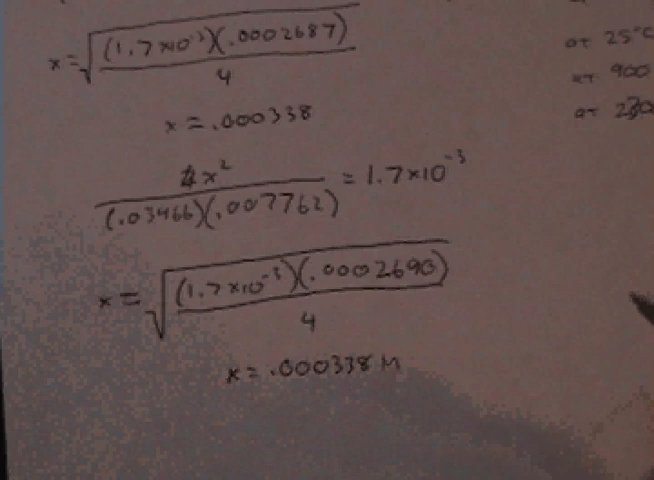 x = √((1.7×10⁻³)(.0002687) / 4)
at 25°C
at 900
x = .000338
at 230
4x² / (.03466)(.007762) = 1.7×10⁻³
x = √((1.7×10⁻³)(.0002690) / 4)
x = .000338 M